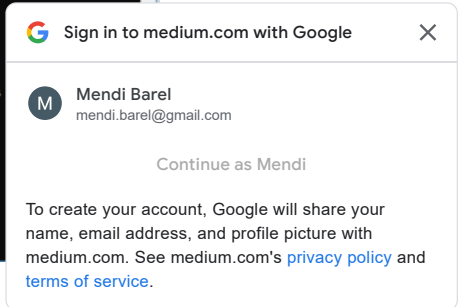 Sign in to medium.com with Google
M
Mendi Barel
mendi.barel@gmail.com
Continue as Mendi
To create your account, Google will share your
name, email address, and profile picture with
medium.com. See medium.com's privacy policy and
terms of service.